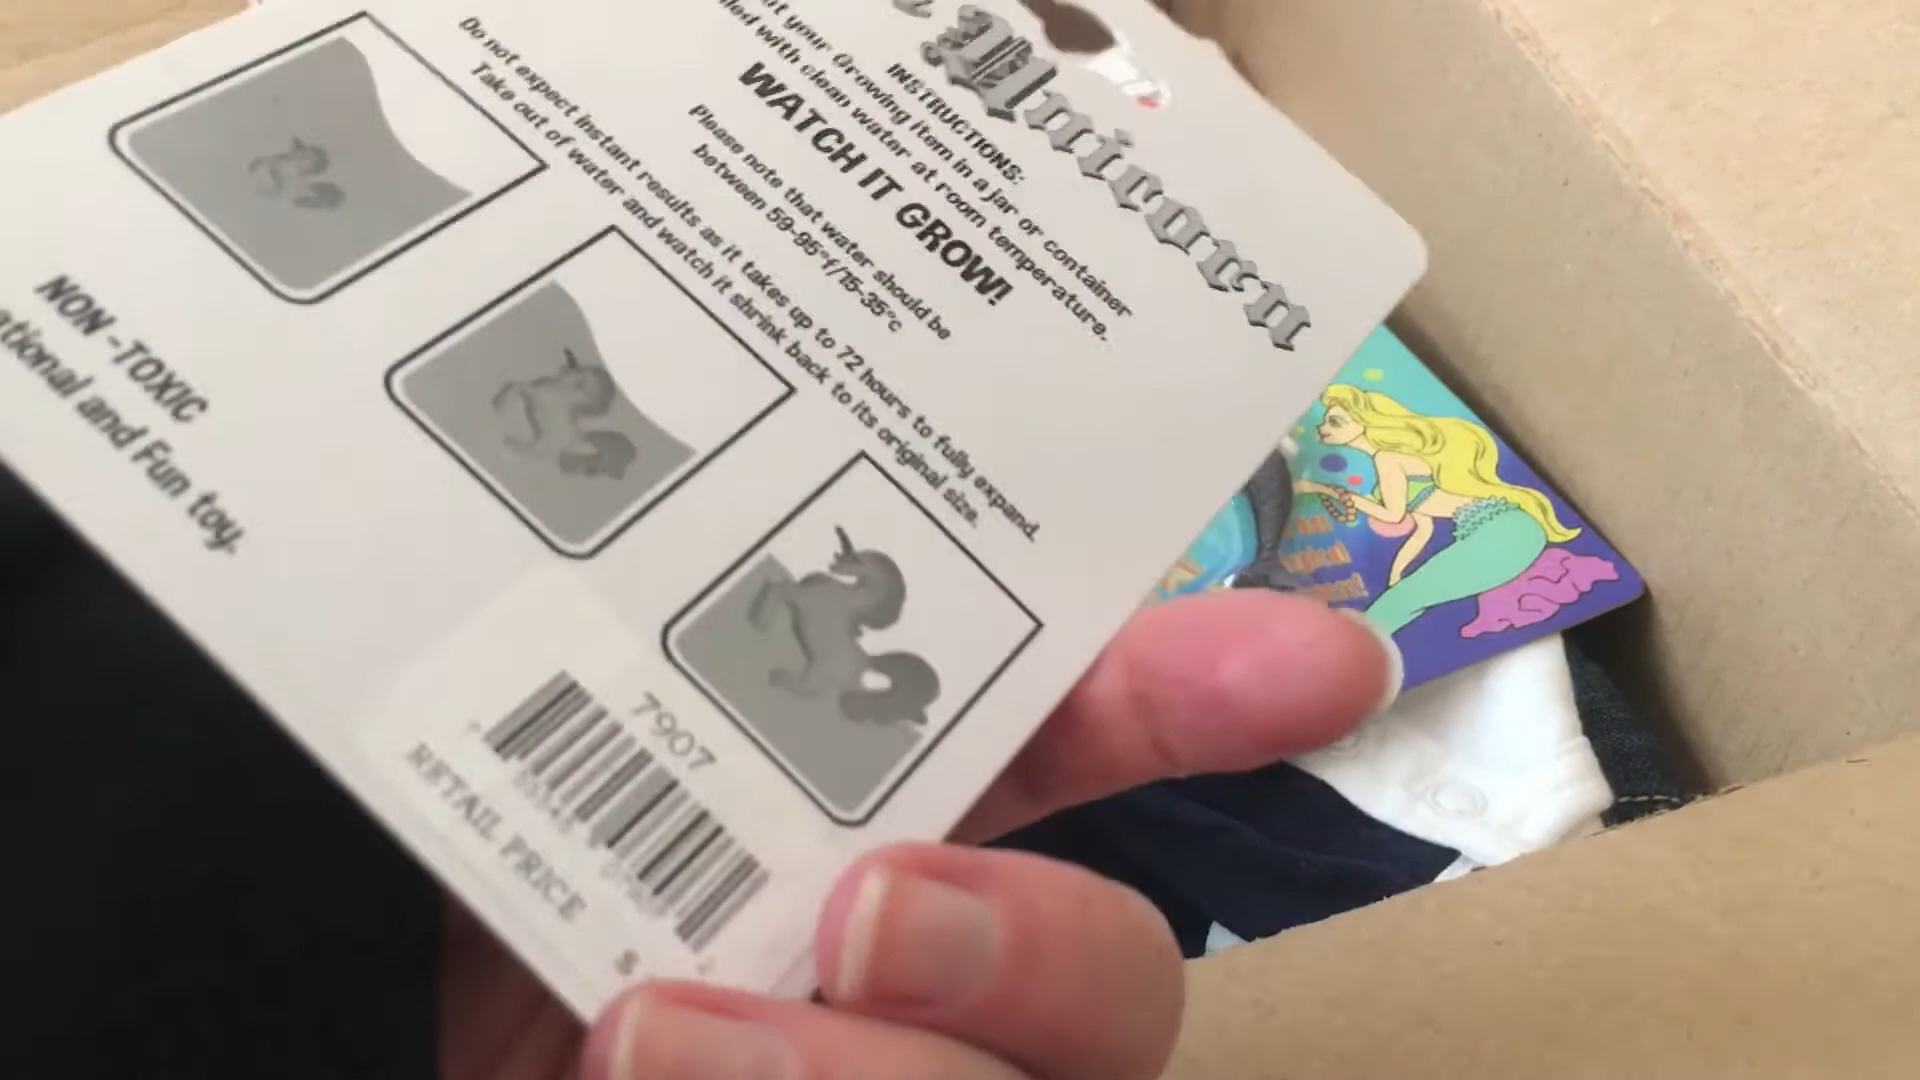 Unicorn
INSTRUCTIONS:
your Growing item in a jar or container
with clean water at room temperature.
WATCH IT GROW!
Please note that water should be
between 59-95°f/15-35°c
Do not expect instant results as it takes up to 72 hours to fully expand.
Take out of water and watch it shrink back to its original size.
NON-TOXIC
and Fun toy.
7907
RETAIL PRICE
$